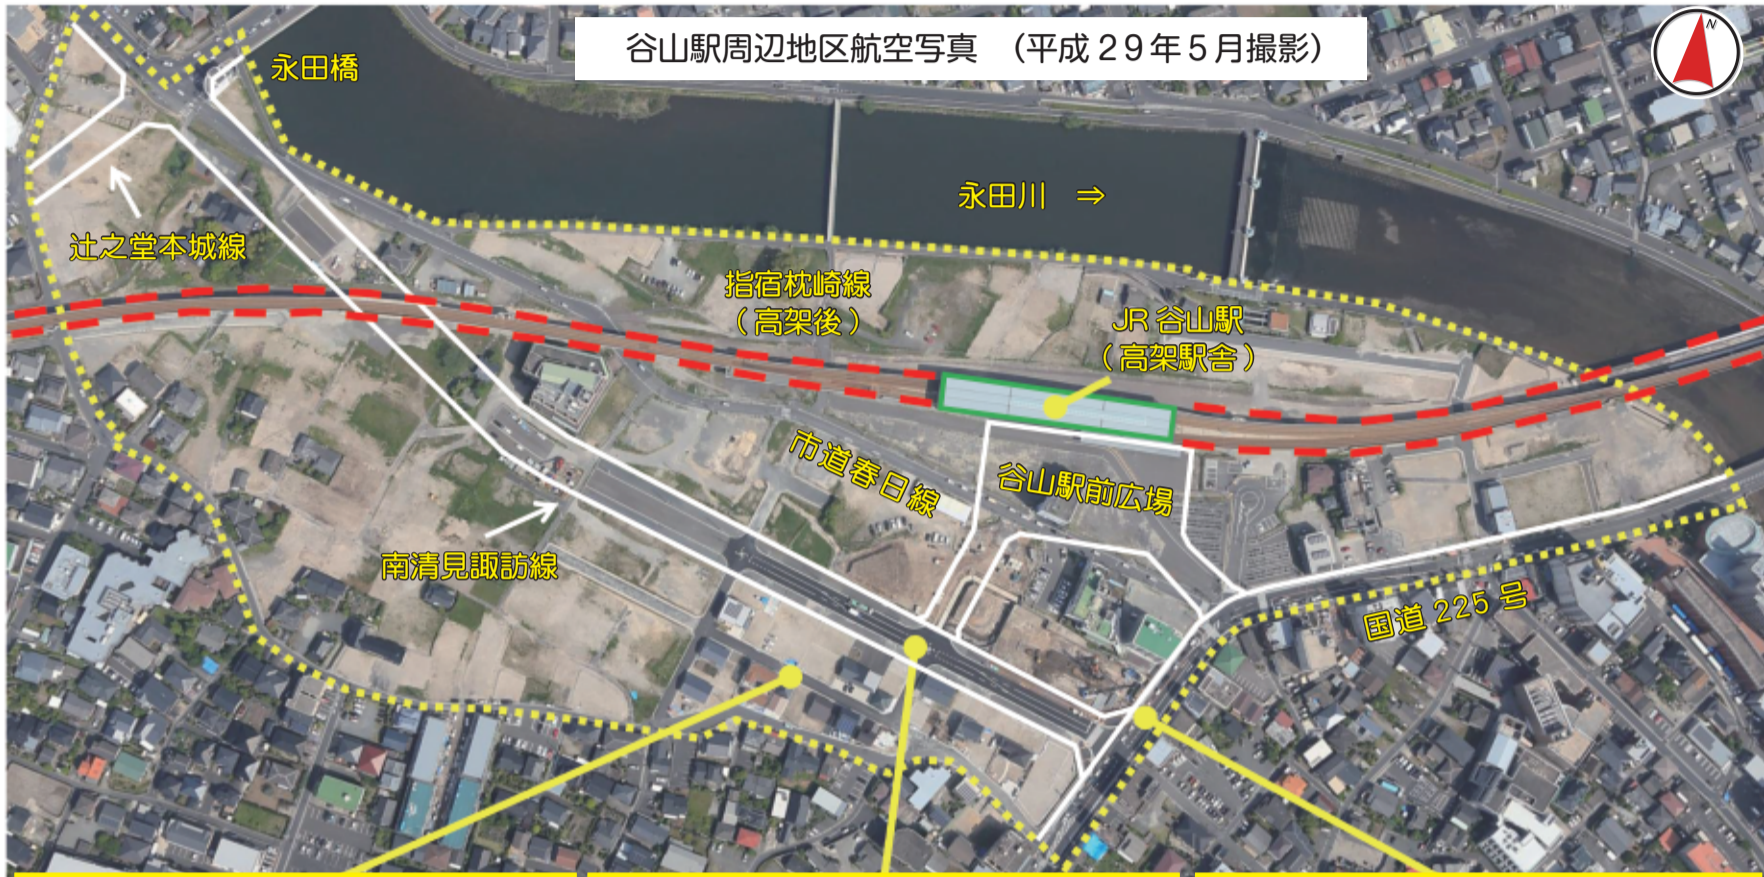 谷山駅周辺地区航空写真　（平成２９年５月撮影）
N
永田橋
永田川　⇒
辻之堂本城線
指宿枕崎線
（高架後）
JR 谷山駅
（高架駅舎）
市道春日線
谷山駅前広場
南清見諏訪線
国道 225 号